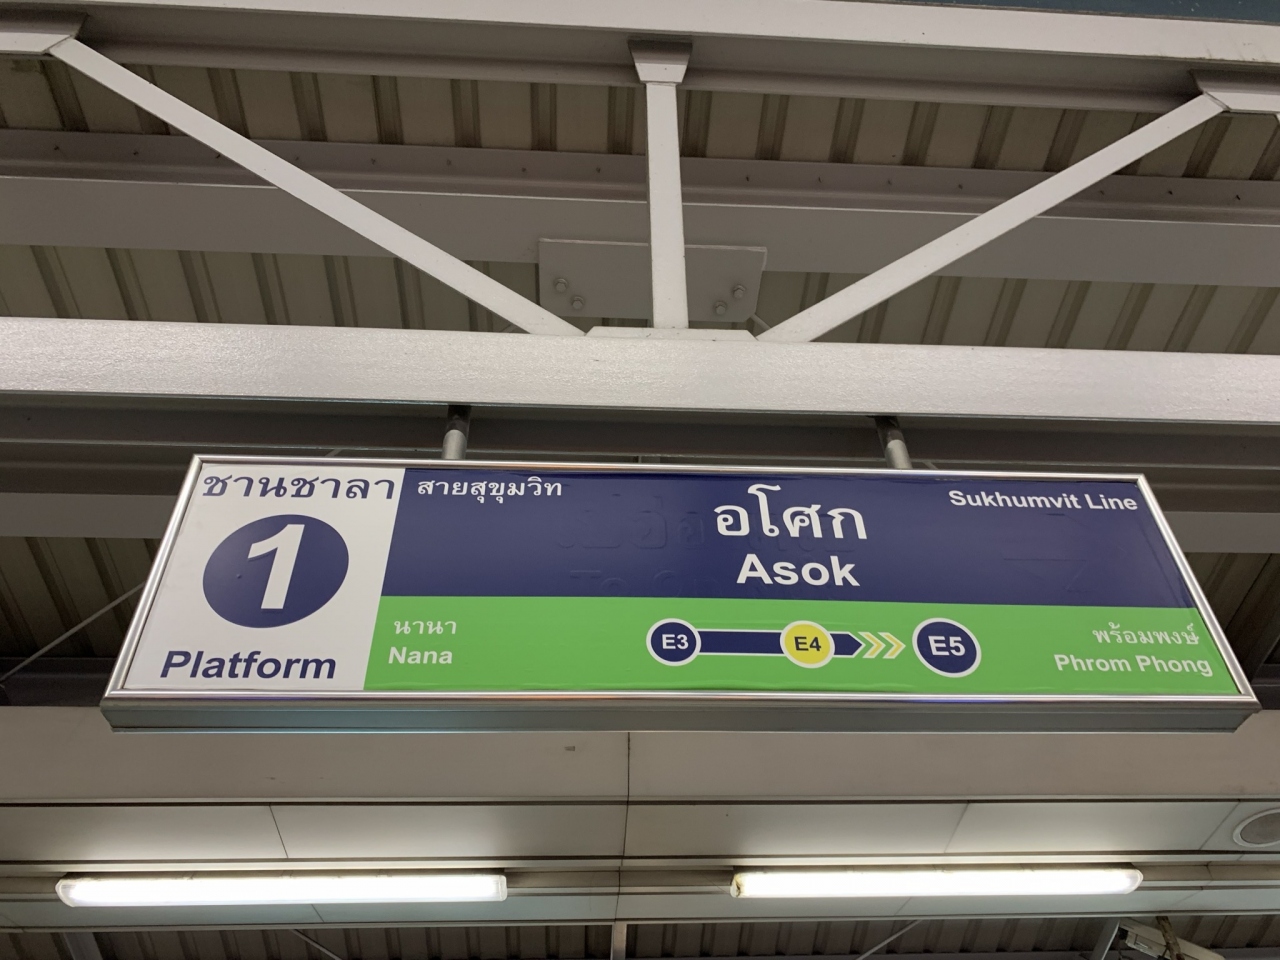 ชานชาลา
1
Platform
สายสุขุมวิท
อโศก
Asok
Sukhumvit Line
นานา
Nana
E3 E4 E5
พร้อมพงษ์
Phrom Phong